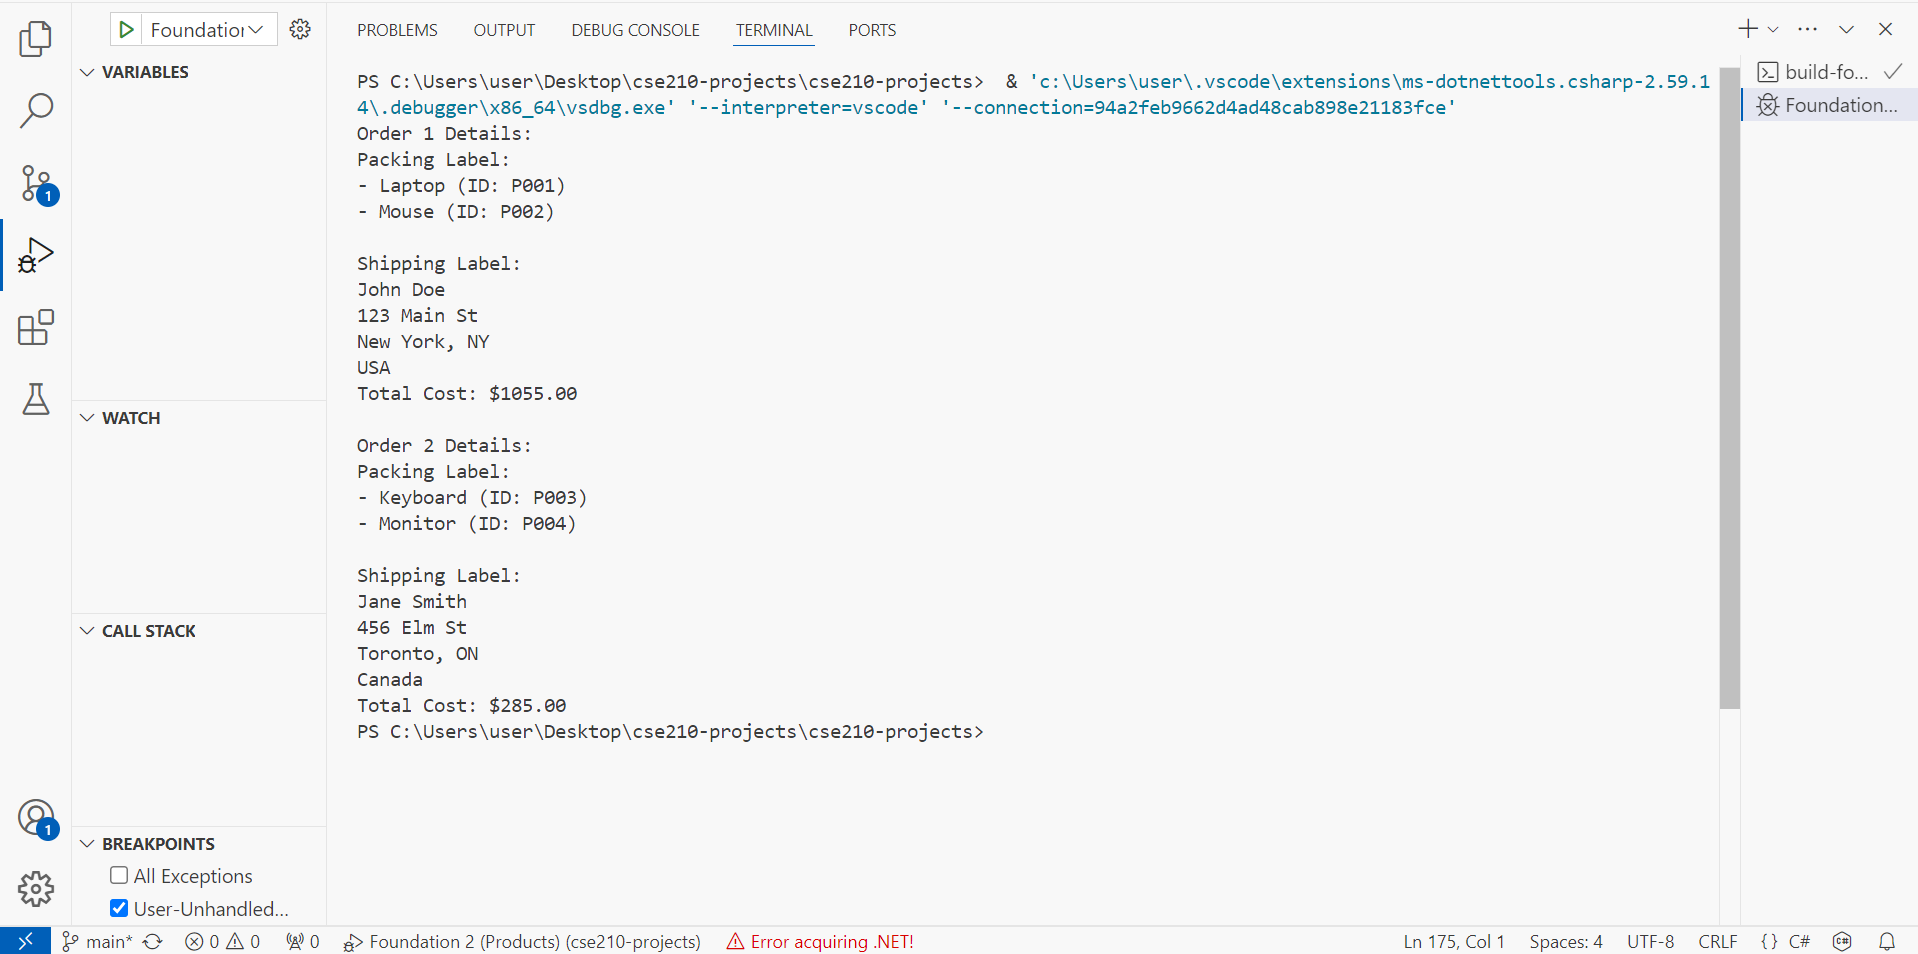 Foundation
PROBLEMS OUTPUT DEBUG CONSOLE TERMINAL PORTS
VARIABLES
WATCH
CALL STACK
BREAKPOINTS
All Exceptions
User-Unhandled...
PS C:\Users\user\Desktop\cse210-projects\cse210-projects>  & 'c:\Users\user\.vscode\extensions\ms-dotnettools.csharp-2.59.1
4\.debugger\x86_64\vsdbg.exe' '--interpreter=vscode' '--connection=94a2feb9662d4ad48cab898e21183fce'
Order 1 Details:
Packing Label:
- Laptop (ID: P001)
- Mouse (ID: P002)
Shipping Label:
John Doe
123 Main St
New York, NY
USA
Total Cost: $1055.00
Order 2 Details:
Packing Label:
- Keyboard (ID: P003)
- Monitor (ID: P004)
Shipping Label:
Jane Smith
456 Elm St
Toronto, ON
Canada
Total Cost: $285.00
PS C:\Users\user\Desktop\cse210-projects\cse210-projects>
build-fo...
Foundation...
1
1
main* 0 0 0 Foundation 2 (Products) (cse210-projects) Error acquiring .NET! Ln 175, Col 1 Spaces: 4 UTF-8 CRLF {} C#